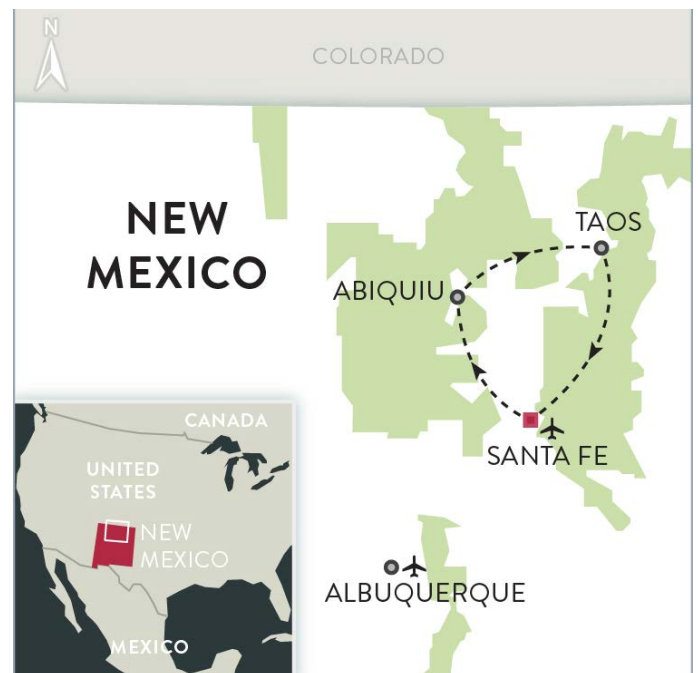 N
COLORADO
NEW
MEXICO
TAOS
ABIQUIU
SANTA FE
ALBUQUERQUE
CANADA
UNITED
STATES
NEW
MEXICO
MEXICO